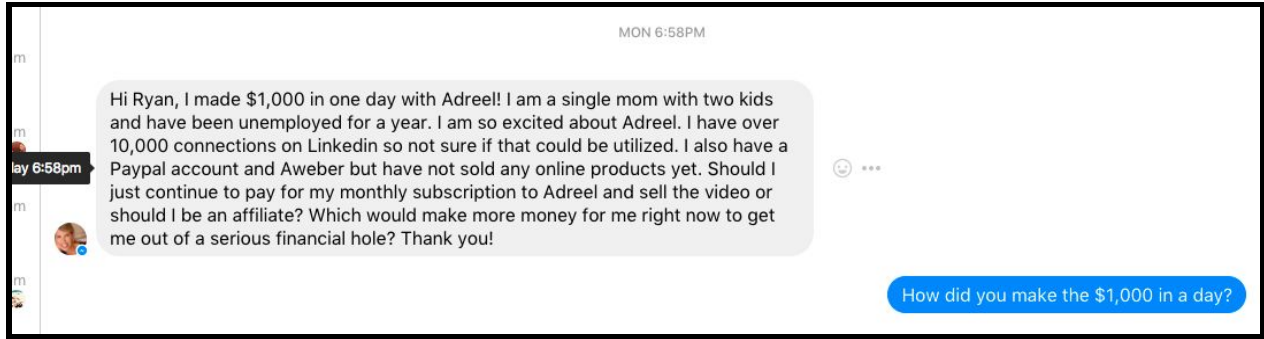 MON 6:58PM
m
Hi Ryan, I made $1,000 in one day with Adreel! I am a single mom with two kids
and have been unemployed for a year. I am so excited about Adreel. I have over
m
10,000 connections on Linkedin so not sure if that could be utilized. I also have a
ay 6:58pm
Paypal account and Aweber but have not sold any online products yet. Should I
just continue to pay for my monthly subscription to Adreel and sell the video or
m
should I be an affiliate? Which would make more money for me right now to get
me out of a serious financial hole? Thank you!
m
How did you make the $1,000 in a day?